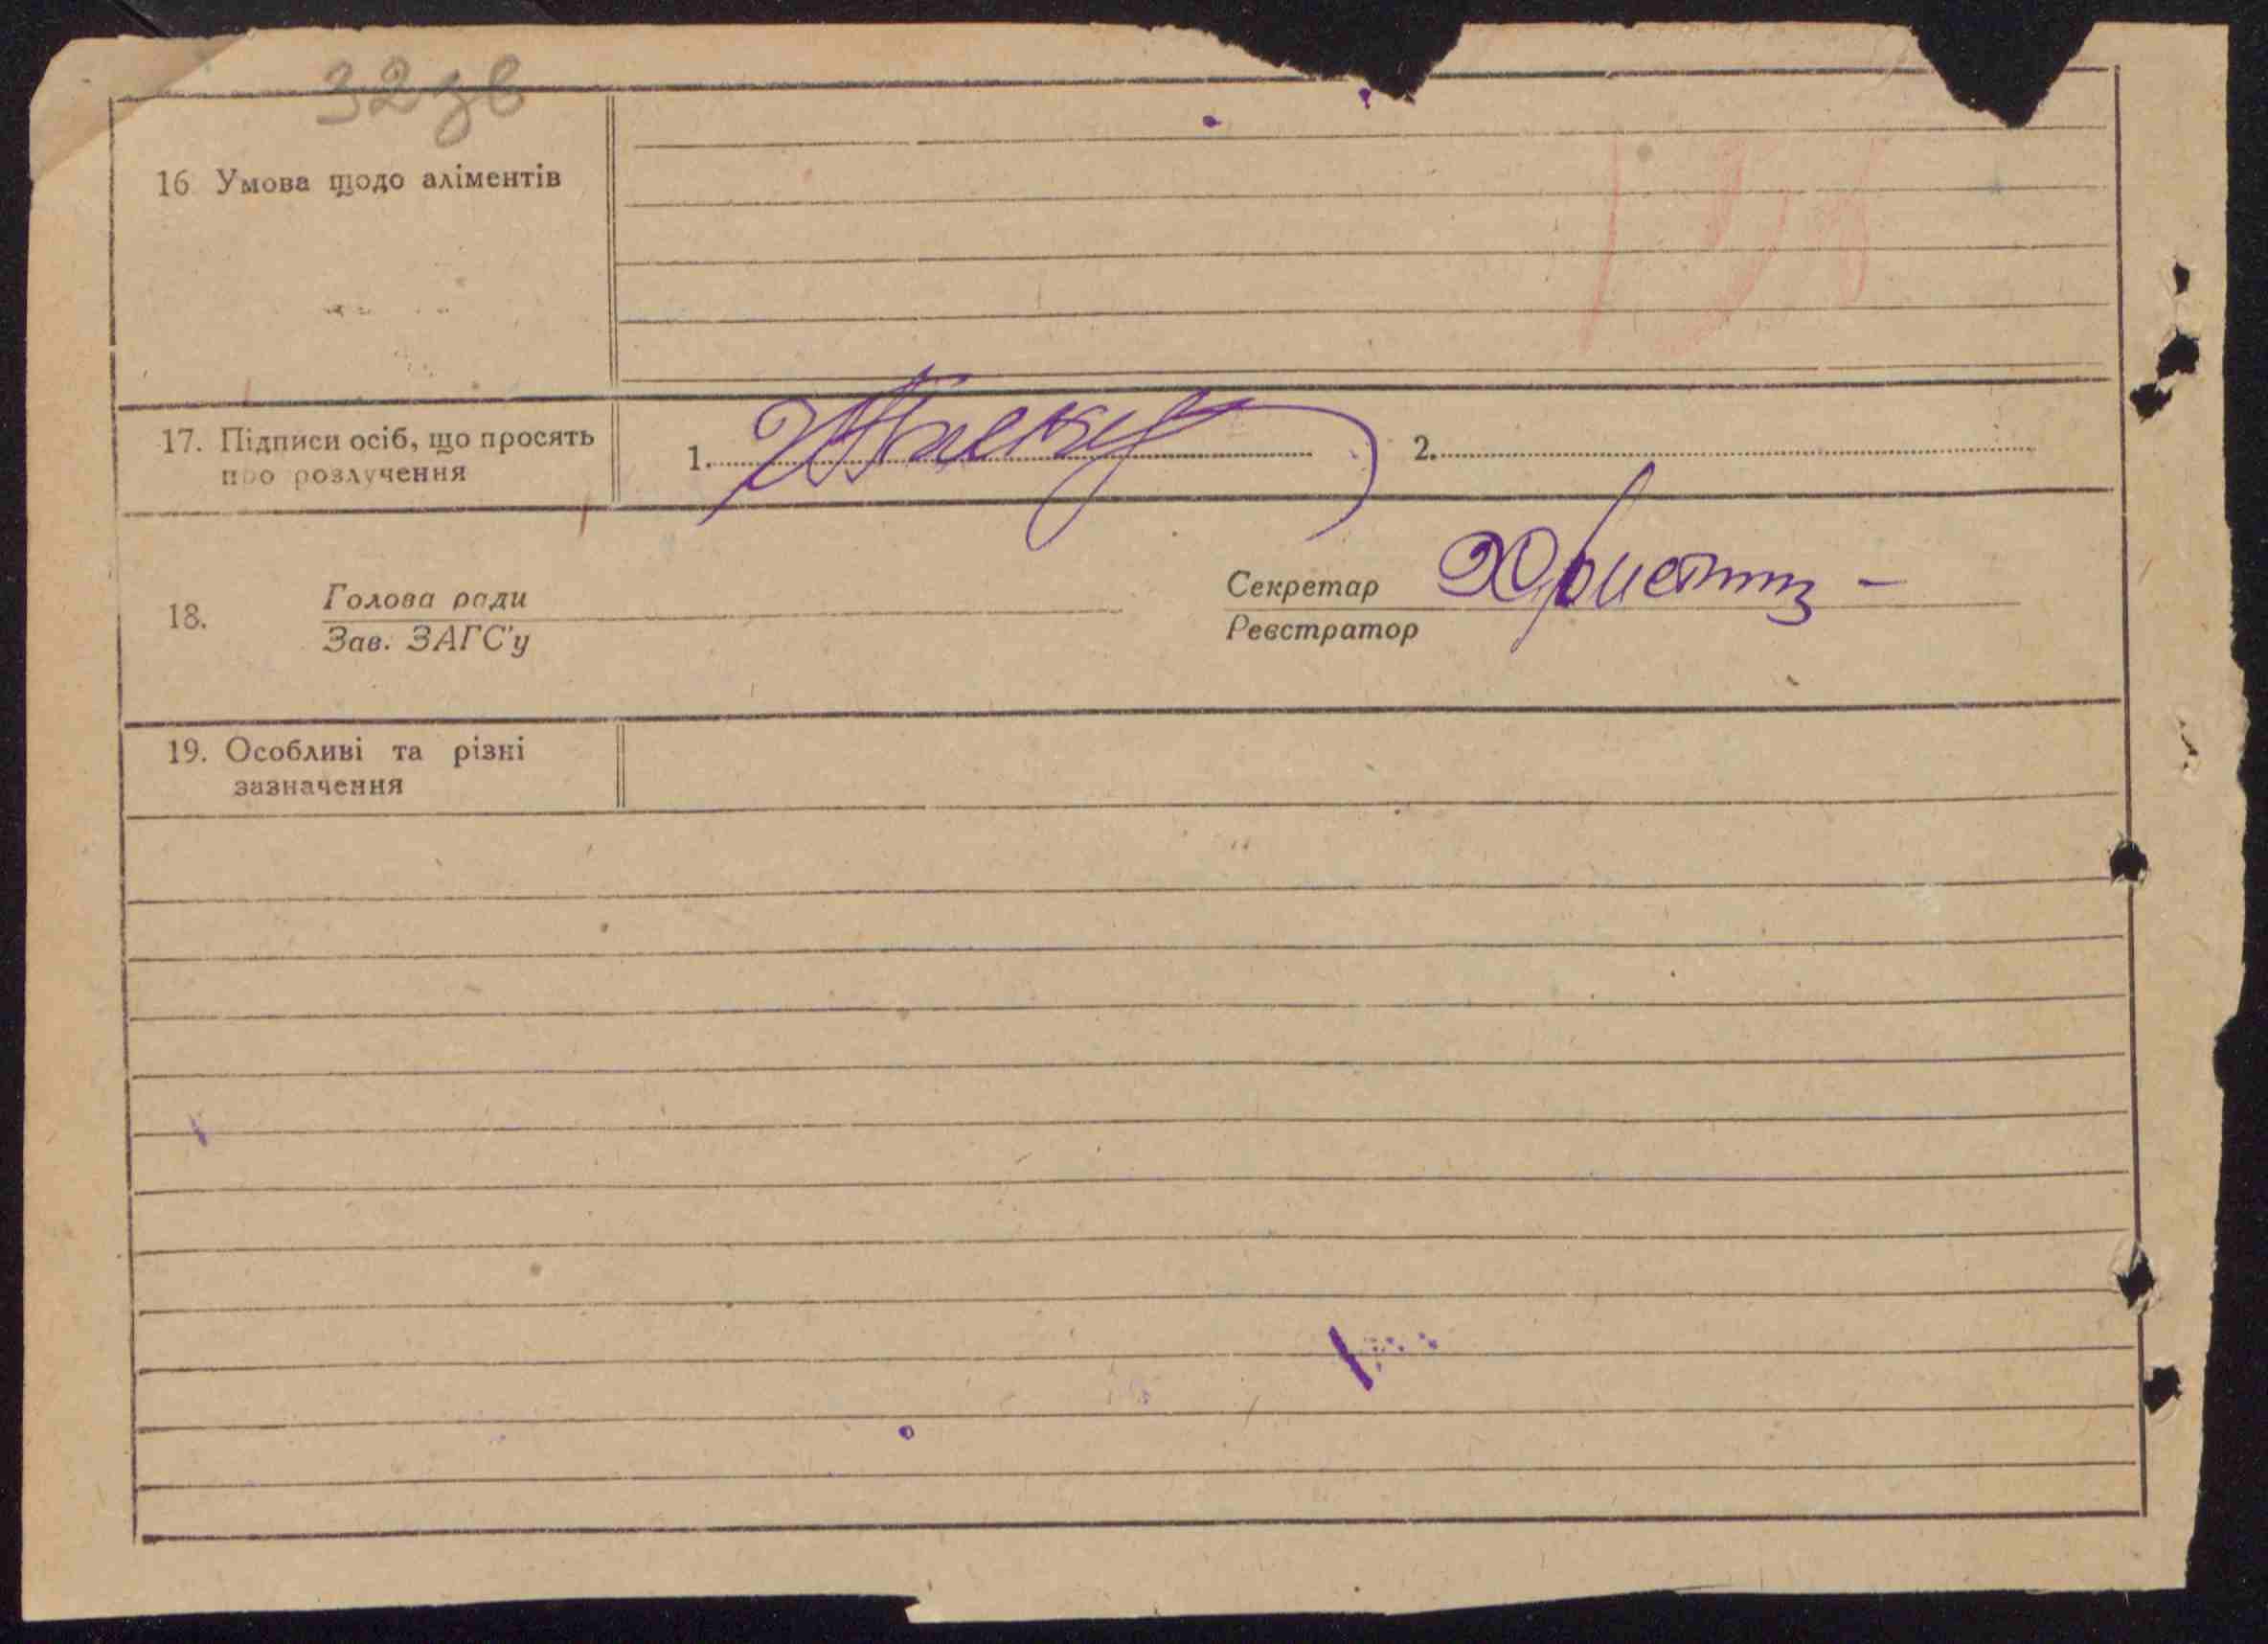 32зв
16. Умова щодо аліментів
17. Підписи осіб, що просять
про розлучення
1. 2.
18. Голова ради
Зав. ЗАГС'у
Секретар
Реєстратор
19. Особливі та різні
зазначення